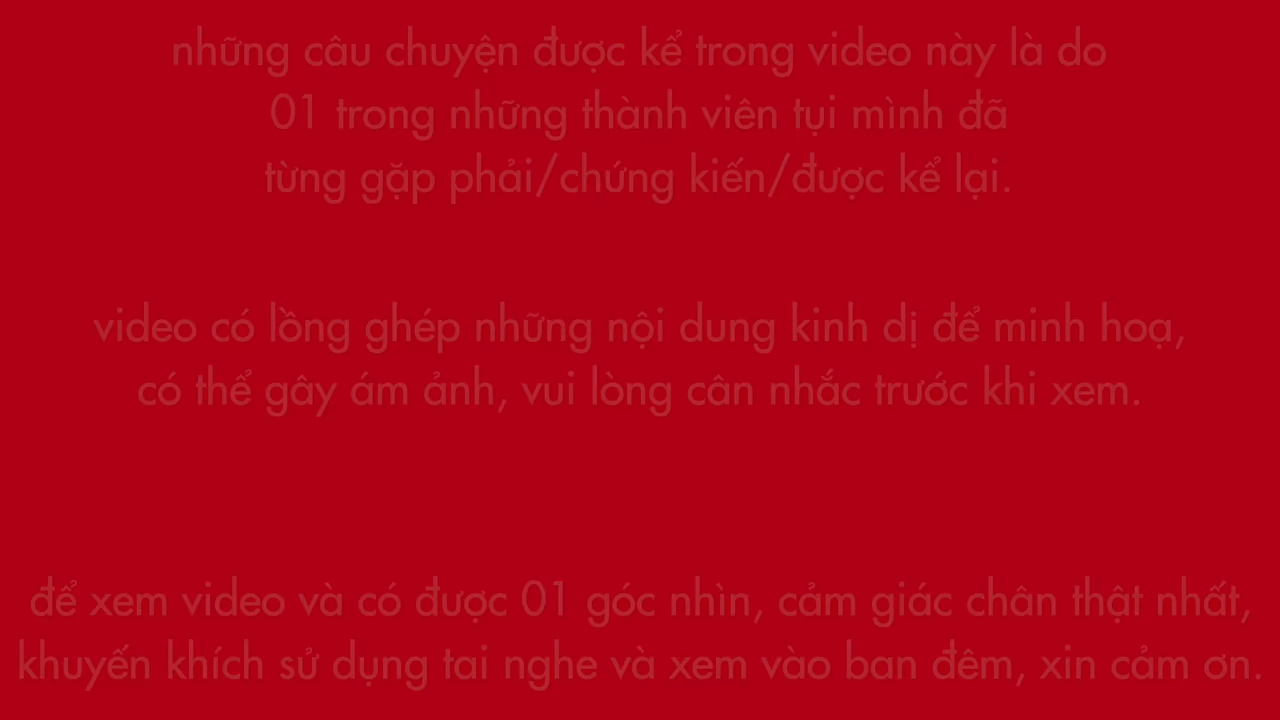 những câu chuyện được kể trong video này là do
01 trong những thành viên tụi mình đã
từng gặp phải/chứng kiến/được kể lại.
video có lồng ghép những nội dung kinh dị để minh hoạ,
có thể gây ám ảnh, vui lòng cân nhắc trước khi xem.
để xem video và có được 01 góc nhìn, cảm giác chân thật nhất,
khuyến khích sử dụng tai nghe và xem vào ban đêm, xin cảm ơn.